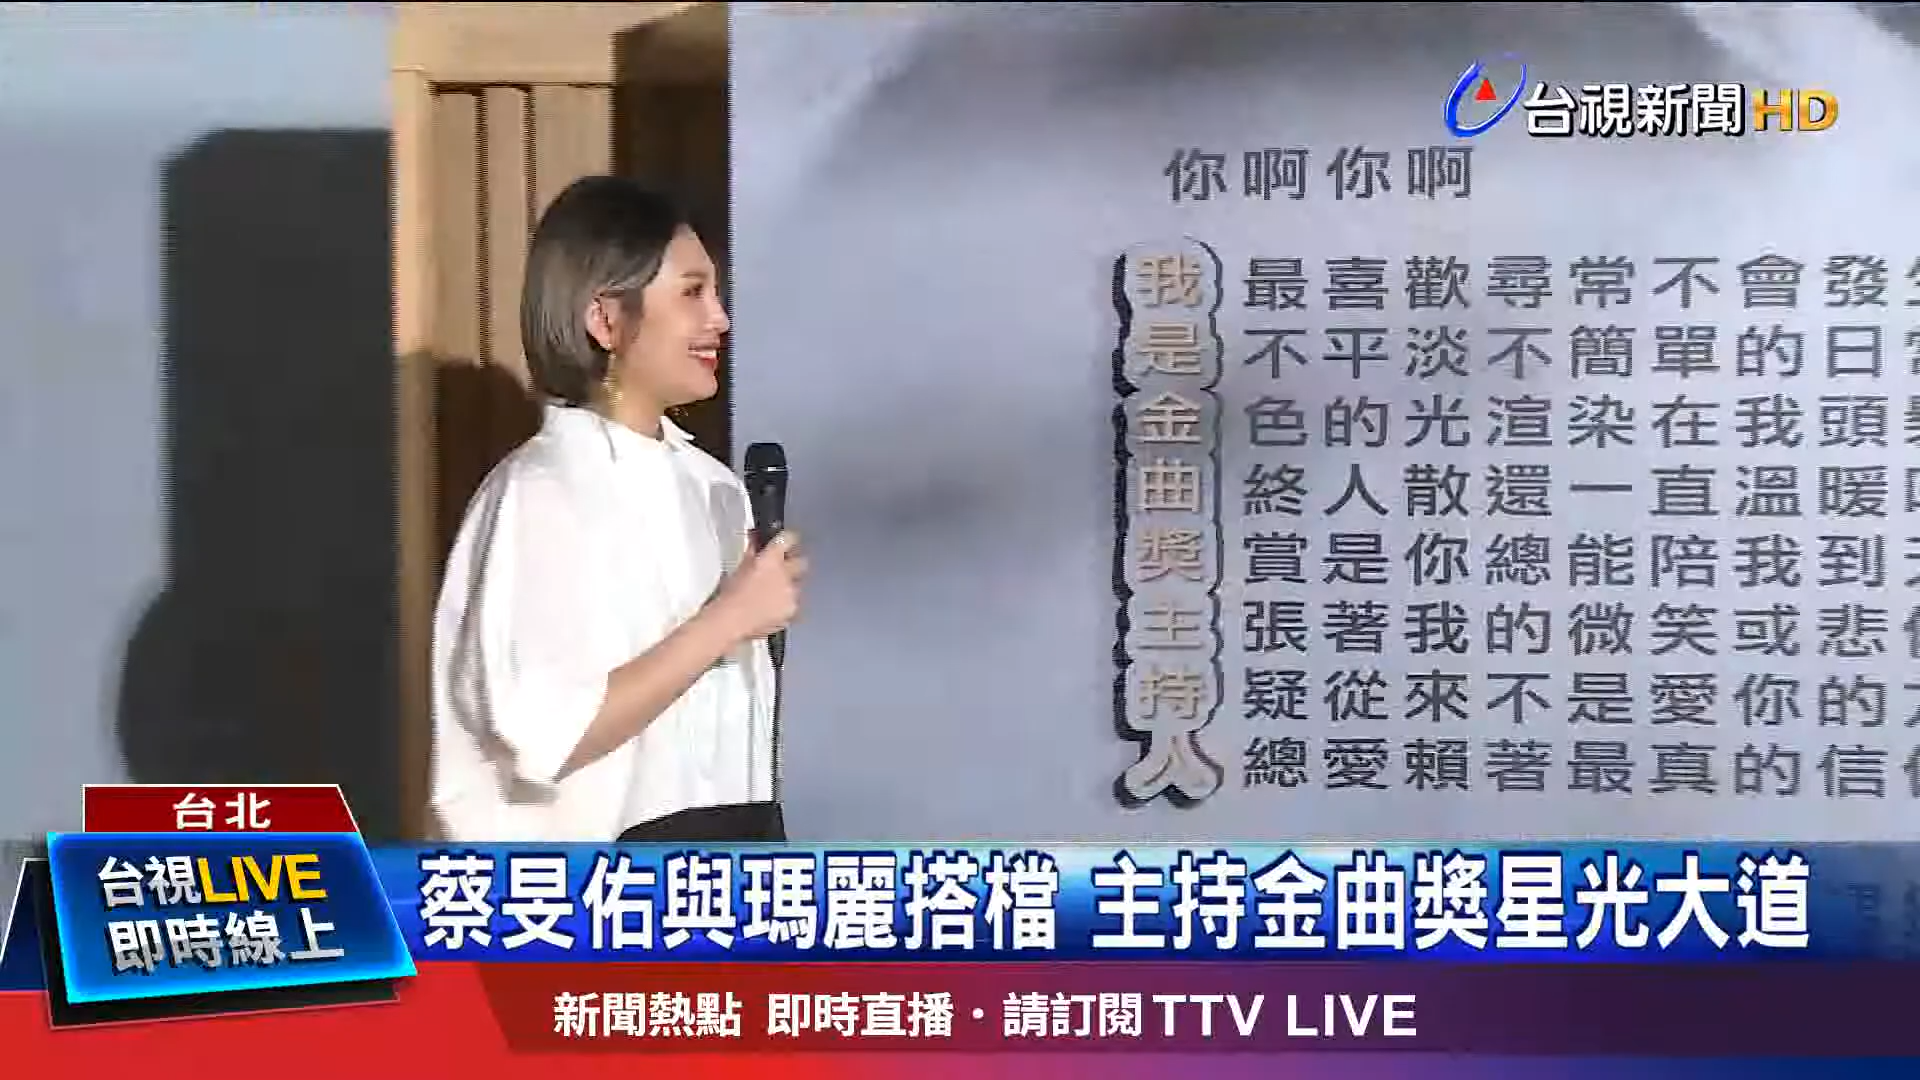 台視新聞HD
你啊你啊
我是金曲獎主持人
最喜歡尋常不會發
不平淡不簡單的日
色的光渲染在我頭
終人散還一直溫暖
賞是你總能陪我到
張著我的微笑或悲
疑從來不是愛你的
總愛賴著最真的信
台北
台視LIVE
即時線上
蔡旻佑與瑪麗搭檔 主持金曲獎星光大道
新聞熱點 即時直播·請訂閱TTV LIVE